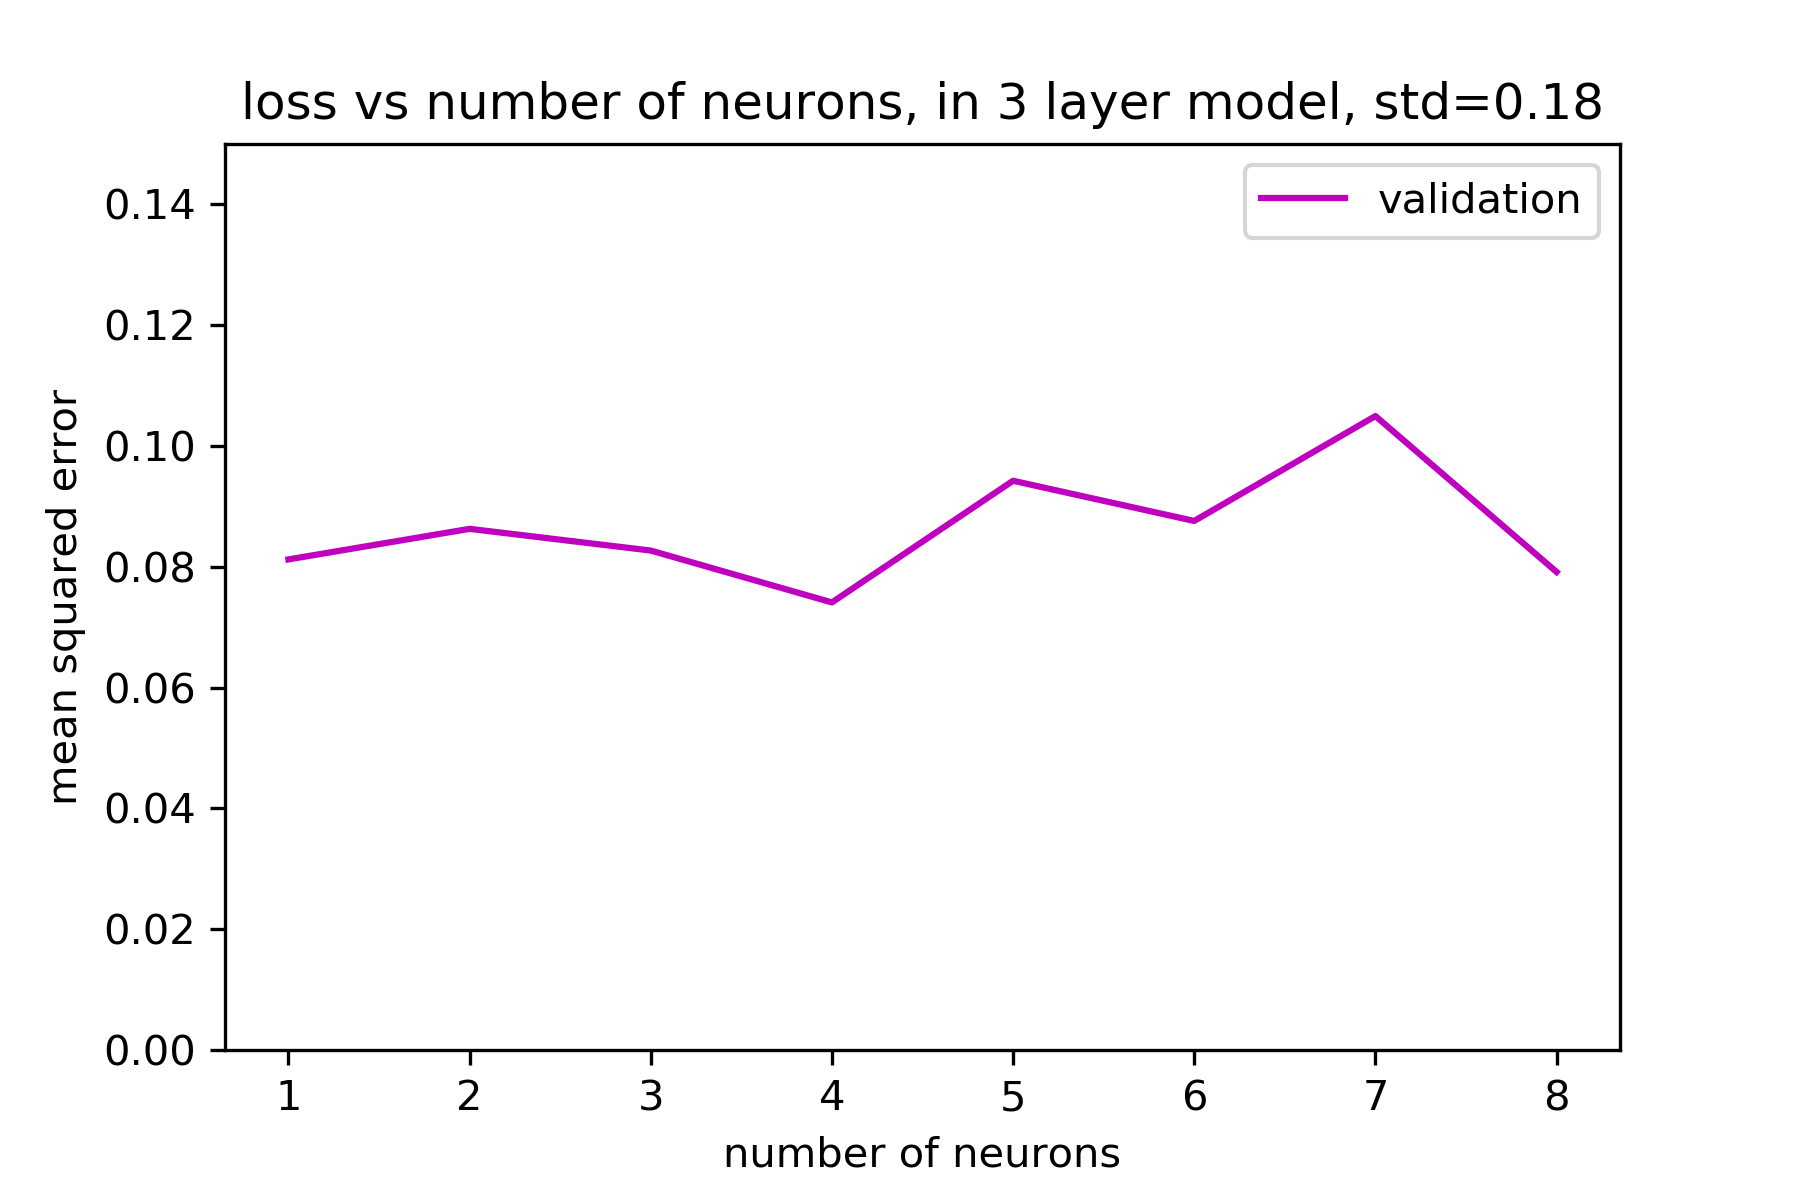 loss vs number of neurons, in 3 layer model, std=0.18
validation
0.14
0.12
0.10
0.08
0.06
0.04
0.02
0.00
mean squared error
1 2 3 4 5 6 7 8
number of neurons